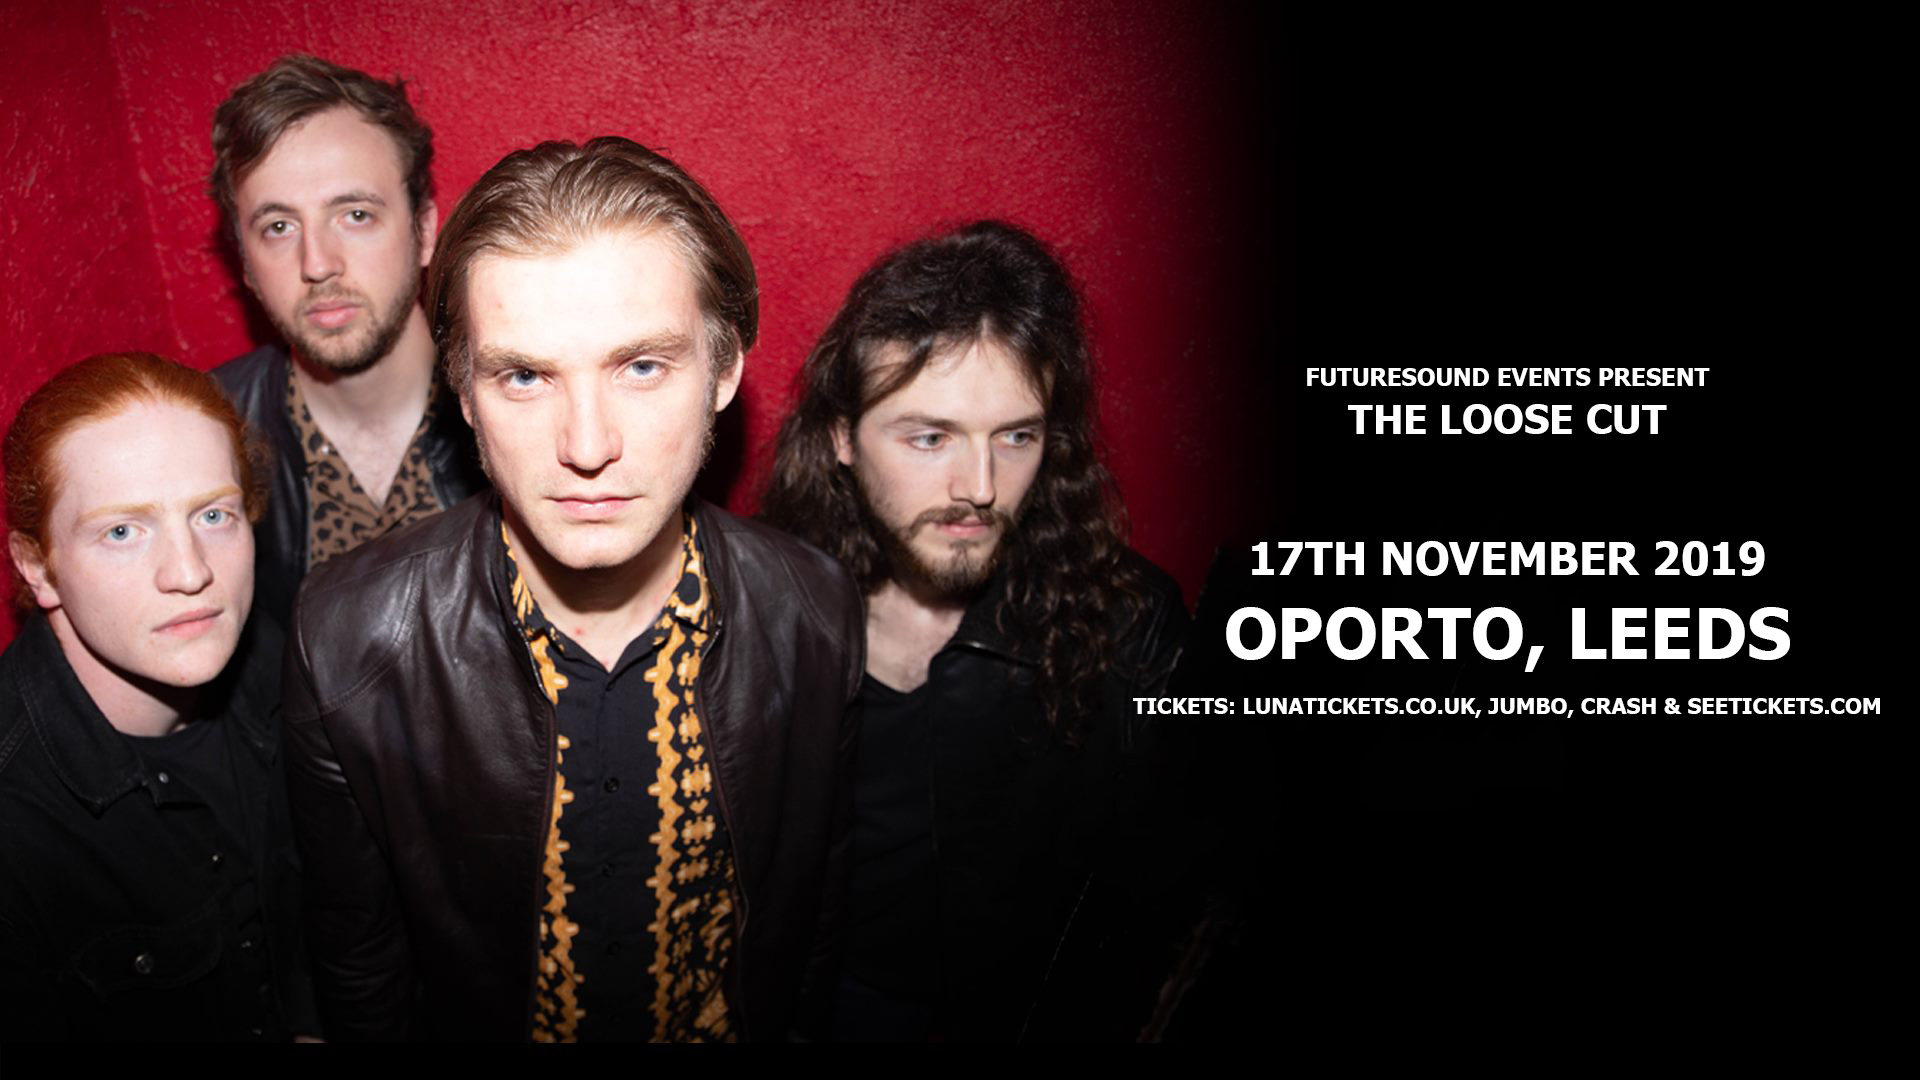 FUTURESOUND EVENTS PRESENT
THE LOOSE CUT
17TH NOVEMBER 2019
OPORTO, LEEDS
TICKETS: LUNATICKETS.CO.UK, JUMBO, CRASH & SEETICKETS.COM